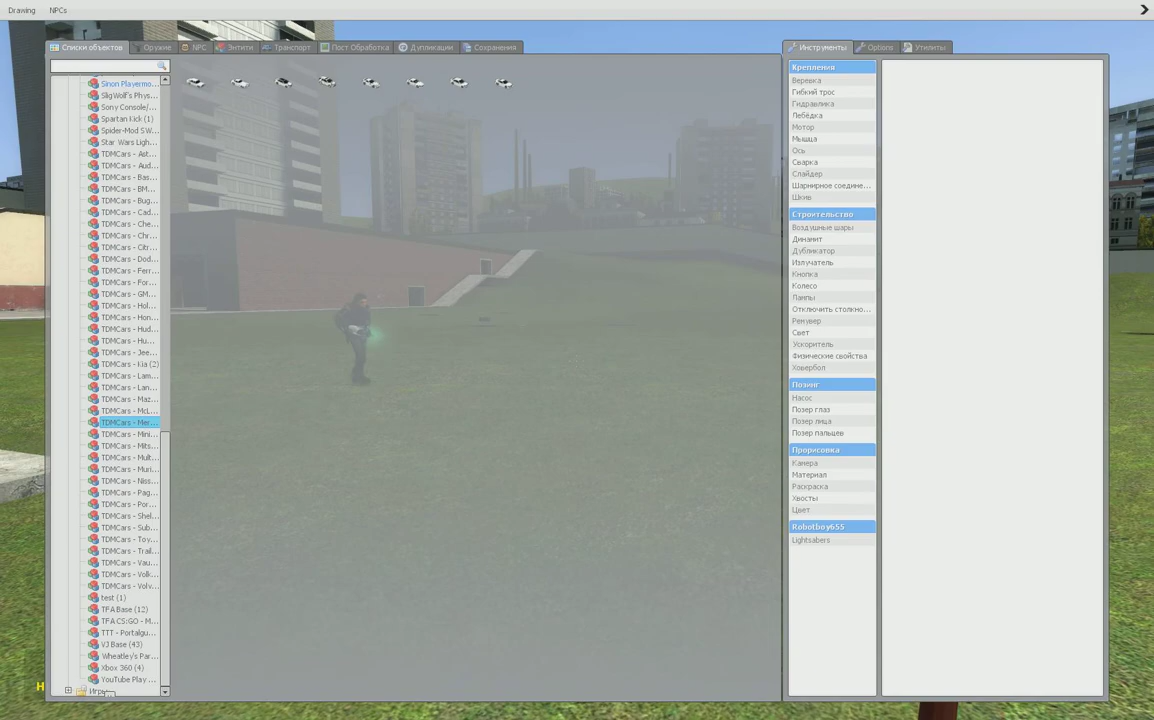 Drawing NPCs
Списки объектов Оружие NPC Энтити Транспорт Пост Обработка Дупликации Сохранения
Sinon Playermo...
SligWolf's Phys...
Sony Console/...
Spartan Kick (1)
Spider-Mod SW...
Star Wars Ligh...
TDMCars - Ast...
TDMCars - Aud...
TDMCars - Bas...
TDMCars - BM...
TDMCars - Bug...
TDMCars - Cad...
TDMCars - Che...
TDMCars - Chr...
TDMCars - Citr...
TDMCars - Dod...
TDMCars - Ferr...
TDMCars - For...
TDMCars - GM...
TDMCars - Hol...
TDMCars - Hon...
TDMCars - Hud...
TDMCars - Hu...
TDMCars - Jee...
TDMCars - Kia (2)
TDMCars - Lam...
TDMCars - Lan...
TDMCars - Maz...
TDMCars - McL...
TDMCars - Mer...
TDMCars - Mini...
TDMCars - Mits...
TDMCars - Mult...
TDMCars - Muri...
TDMCars - Niss...
TDMCars - Pag...
TDMCars - Por...
TDMCars - Shel...
TDMCars - Sub...
TDMCars - Toy...
TDMCars - Trail...
TDMCars - Vau...
TDMCars - Volk...
TDMCars - Volv...
test (1)
TFA Base (12)
TFA CS:GO - M...
TTT - Portalgu...
VJ Base (43)
Wheatley's Par...
Xbox 360 (4)
YouTube Play ...
Игры
H
Инструменты Options Утилиты
Крепления
Веревка
Гибкий трос
Гидравлика
Лебёдка
Мотор
Мышца
Ось
Сварка
Слайдер
Шарнирное соедине...
Шкив
Строительство
Воздушные шары
Динамит
Дубликатор
Излучатель
Кнопка
Колесо
Лампы
Отключить столкно...
Ремувер
Свет
Ускоритель
Физические свойства
Ховербол
Позинг
Насос
Позер глаз
Позер лица
Позер пальцев
Прорисовка
Камера
Материал
Раскраска
Хвосты
Цвет
Robotboy655
Lightsabers